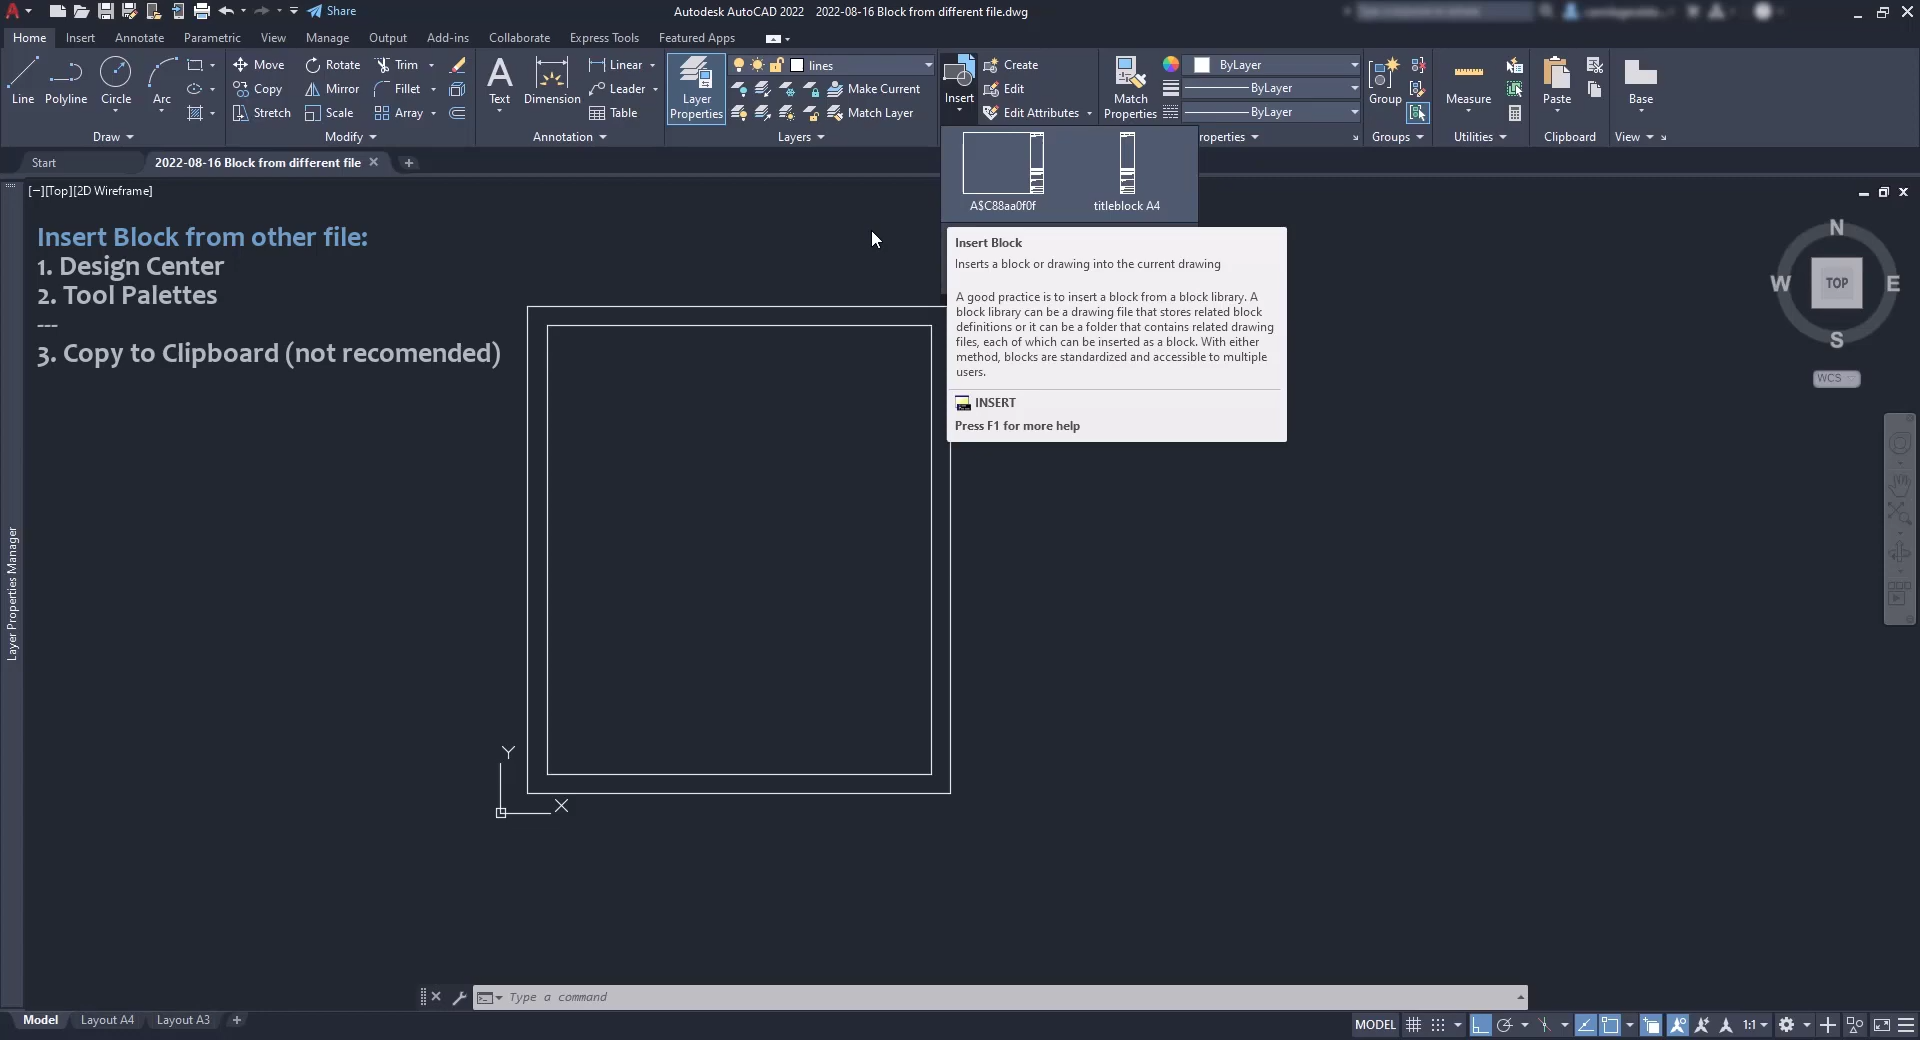 Share
Autodesk AutoCAD 2022 2022-08-16 Block from different file.dwg
Home Insert Annotate Parametric View Manage Output Add-ins Collaborate Express Tools Featured Apps
Line
Polyline
Circle
Arc
Move
Rotate
Trim
Copy
Mirror
Fillet
Stretch
Scale
Array
Text
Dimension
Linear
Leader
Table
Layer
Properties
lines
Make Current
Match Layer
Insert
Create
Edit
Edit Attributes
Match
Properties
ByLayer
ByLayer
ByLayer
Group
Measure
Paste
Base
Draw Modify Annotation Layers roperties Groups Utilities Clipboard View
Start 2022-08-16 Block from different file
A$C88aa0f0f titleblock A4
[−][Top][2D Wireframe]
Insert Block from other file:
1. Design Center
2. Tool Palettes
---
3. Copy to Clipboard (not recomended)
Insert Block
Inserts a block or drawing into the current drawing
A good practice is to insert a block from a block library. A
block library can be a drawing file that stores related block
definitions or it can be a folder that contains related drawing
files, each of which can be inserted as a block. With either
method, blocks are standardized and accessible to multiple
users.
INSERT
Press F1 for more help
N
W TOP E
S
WCS
Layer Properties Manager
Y
X
Type a command
Model Layout A4 Layout A3
MODEL 1:1